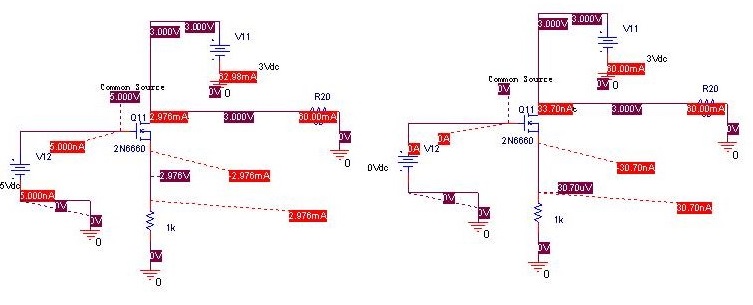 3.000V 3.000V V11
3Vdc
62.98mA
0V 0
Common Source
5.000V
R20
Q11 2.976mA 3.000V 60.00mA
0V
0
5.000nA 2N6660
V12
5Vdc
-2.976mA
2.976V
5.000nA
0V 0V 0V
0
2.976mA
1k
0V
0
3.000V 3.000V V11
3Vdc
60.00mA
0V 0
Common Source
0V
R20
Q11 33.70nA 3.000V 60.00mA
0V
0
0A 2N6660
0A V12
0Vdc
-30.70nA
30.70uV
0V 0V
0
30.70nA
1k
0V
0